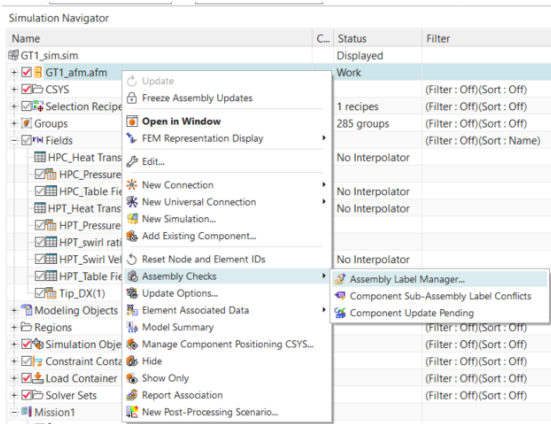 Simulation Navigator
Name C... Status Filter
GT1_sim.sim Displayed
GT1_afm.afm Work
CSYS (Filter : Off)(Sort : Off)
Selection Recipe 1 recipes (Filter : Off)(Sort : Off)
Groups 285 groups (Filter : Off)(Sort : Off)
Fields (Filter : Off)(Sort : Name)
HPC_Heat Trans No Interpolator
HPC_Pressure
HPC_Table Fie No Interpolator
HPT_Heat Trans No Interpolator
HPT_Pressure
HPT_swirl rati
HPT_Swirl Vel No Interpolator
HPT_Table Fie
Tip_DX(1)
Modeling Objects
Regions (Filter : Off)(Sort : Off)
Simulation Obje (Filter : Off)(Sort : Off)
Constraint Conta (Filter : Off)(Sort : Off)
Load Container (Filter : Off)(Sort : Off)
Solver Sets (Filter : Off)(Sort : Off)
Mission1
Update
Freeze Assembly Updates
Open in Window
FEM Representation Display
Edit...
New Connection
New Universal Connection
New Simulation...
Add Existing Component...
Reset Node and Element IDs
Assembly Checks
Update Options...
Element Associated Data
Model Summary
Manage Component Positioning CSYS...
Hide
Show Only
Report Association
New Post-Processing Scenario...
Assembly Label Manager...
Component Sub-Assembly Label Conflicts
Component Update Pending